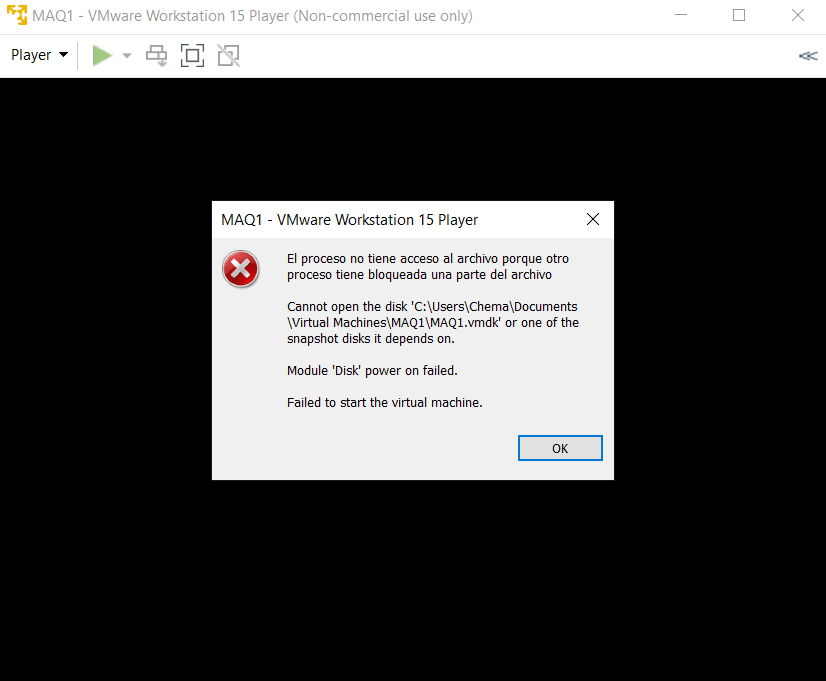 MAQ1 - VMware Workstation 15 Player (Non-commercial use only)
Player
MAQ1 - VMware Workstation 15 Player
El proceso no tiene acceso al archivo porque otro
proceso tiene bloqueada una parte del archivo
Cannot open the disk 'C:\Users\Chema\Documents
\Virtual Machines\MAQ1\MAQ1.vmdk' or one of the
snapshot disks it depends on.
Module 'Disk' power on failed.
Failed to start the virtual machine.
OK